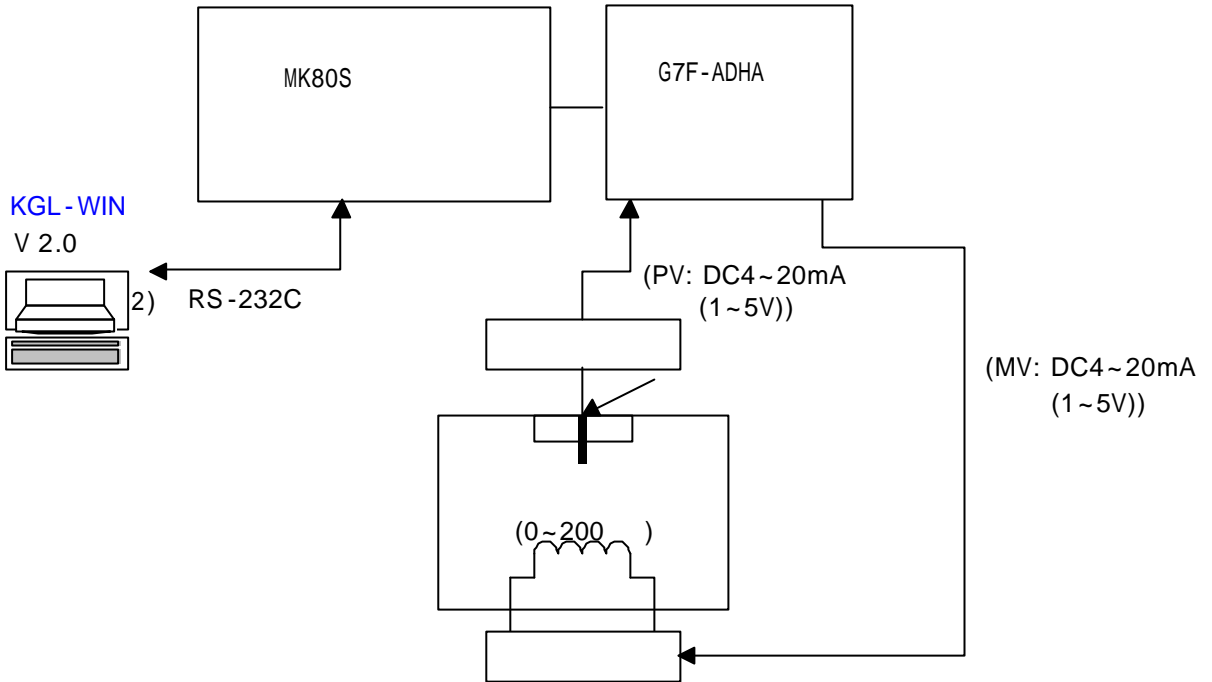 MK80S
G7F-ADHA
KGL-WIN
V 2.0
2)
RS-232C
(PV: DC4~20mA
(1~5V))
(MV: DC4~20mA
(1~5V))
(0~200 )